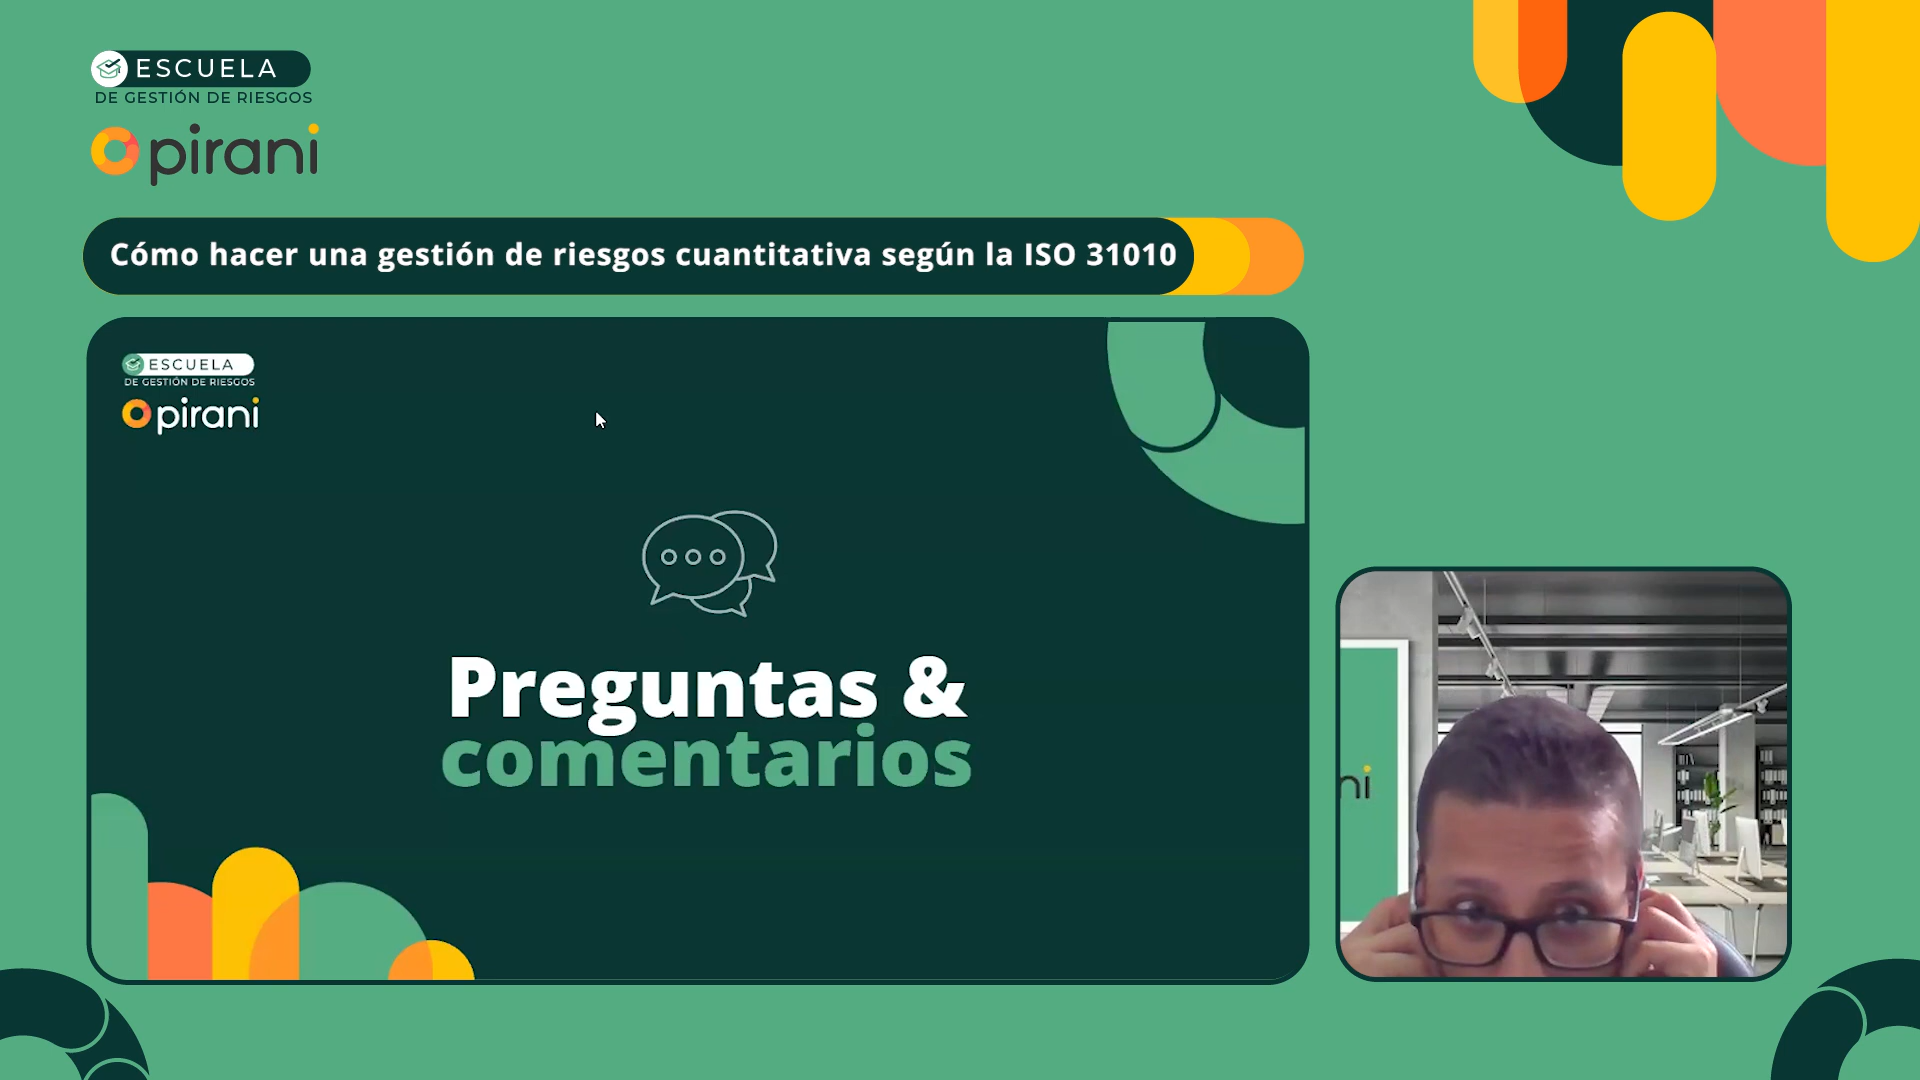 ESCUELA
DE GESTIÓN DE RIESGOS
pirani
Cómo hacer una gestión de riesgos cuantitativa según la ISO 31010
ESCUELA
DE GESTIÓN DE RIESGOS
pirani
Preguntas &
comentarios
ni